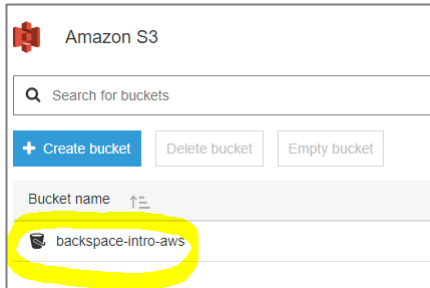 Amazon S3
Search for buckets
+ Create bucket Delete bucket Empty bucket
Bucket name
backspace-intro-aws